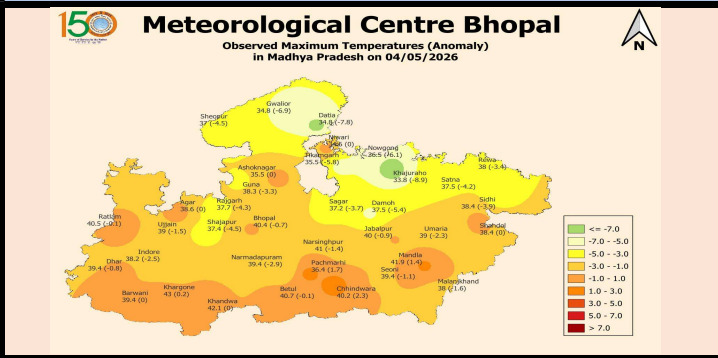 150
Meteorological Centre Bhopal
Observed Maximum Temperatures (Anomaly)
in Madhya Pradesh on 04/05/2026
N
Gwalior
34.8 (-6.9)
Sheopur
37 (-4.5)
Datia
34.8 (-7.8)
Niwari
(0)
Tikamgarh
35.5 (-5.8)
Nowgong
36.5 (-6.1)
Khajuraho
33.8 (-8.9)
Rewa
38 (-3.4)
Satna
37.5 (-4.2)
Sidhi
38.4 (-3.9)
Shahdol
38.4 (0)
Ashoknagar
35.5 (0)
Guna
38.3 (-3.3)
Agar
38.6 (0)
Rajgarh
37.7 (-4.3)
Sagar
37.2 (-3.7)
Damoh
37.5 (-5.4)
Ratlam
40.5 (-0.1)
Ujjain
39 (-1.5)
Shajapur
37.4 (-4.5)
Bhopal
40.4 (-0.7)
Jabalpur
40 (-0.9)
Umaria
39 (-2.3)
Narsinghpur
41 (-1.4)
Indore
38.2 (-2.5)
Dhar
39.4 (-0.8)
Narmadapuram
39.4 (-2.9)
Pachmarhi
36.4 (1.7)
Mandla
41.9 (1.4)
Seoni
39.4 (-1.1)
Malanjkhand
38 (-1.6)
Barwani
39.4 (0)
Khargone
43 (0.2)
Khandwa
42.1 (0)
Betul
40.7 (-0.1)
Chhindwara
40.2 (2.3)
<= -7.0
-7.0 - -5.0
-5.0 - -3.0
-3.0 - -1.0
-1.0 - 1.0
1.0 - 3.0
3.0 - 5.0
5.0 - 7.0
> 7.0